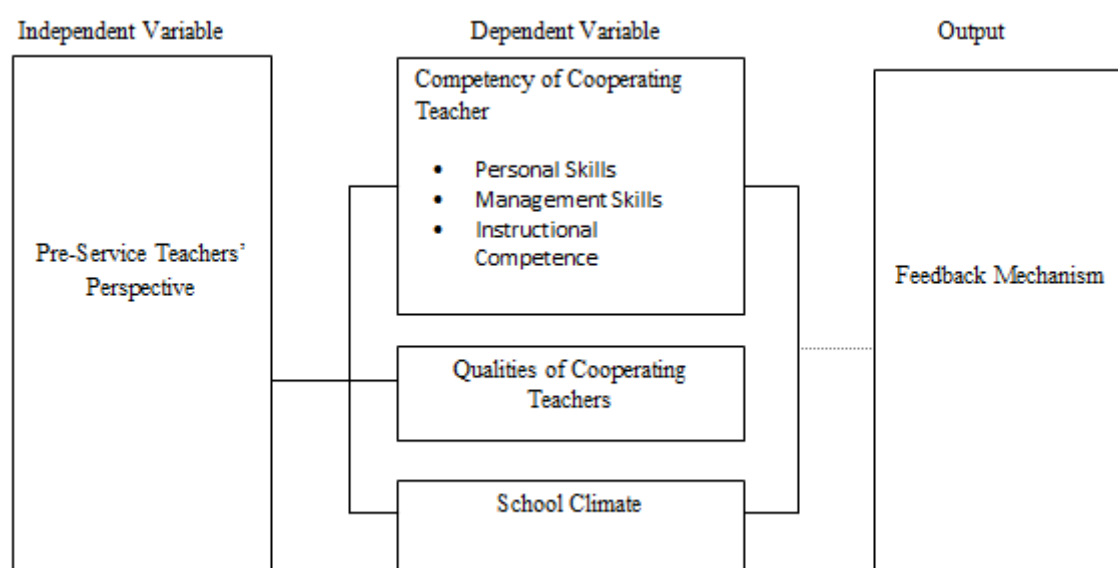 Independent Variable
Dependent Variable
Output
Pre-Service Teachers’
Perspective
Competency of Cooperating
Teacher
• Personal Skills
• Management Skills
• Instructional
Competence
Qualities of Cooperating
Teachers
School Climate
Feedback Mechanism